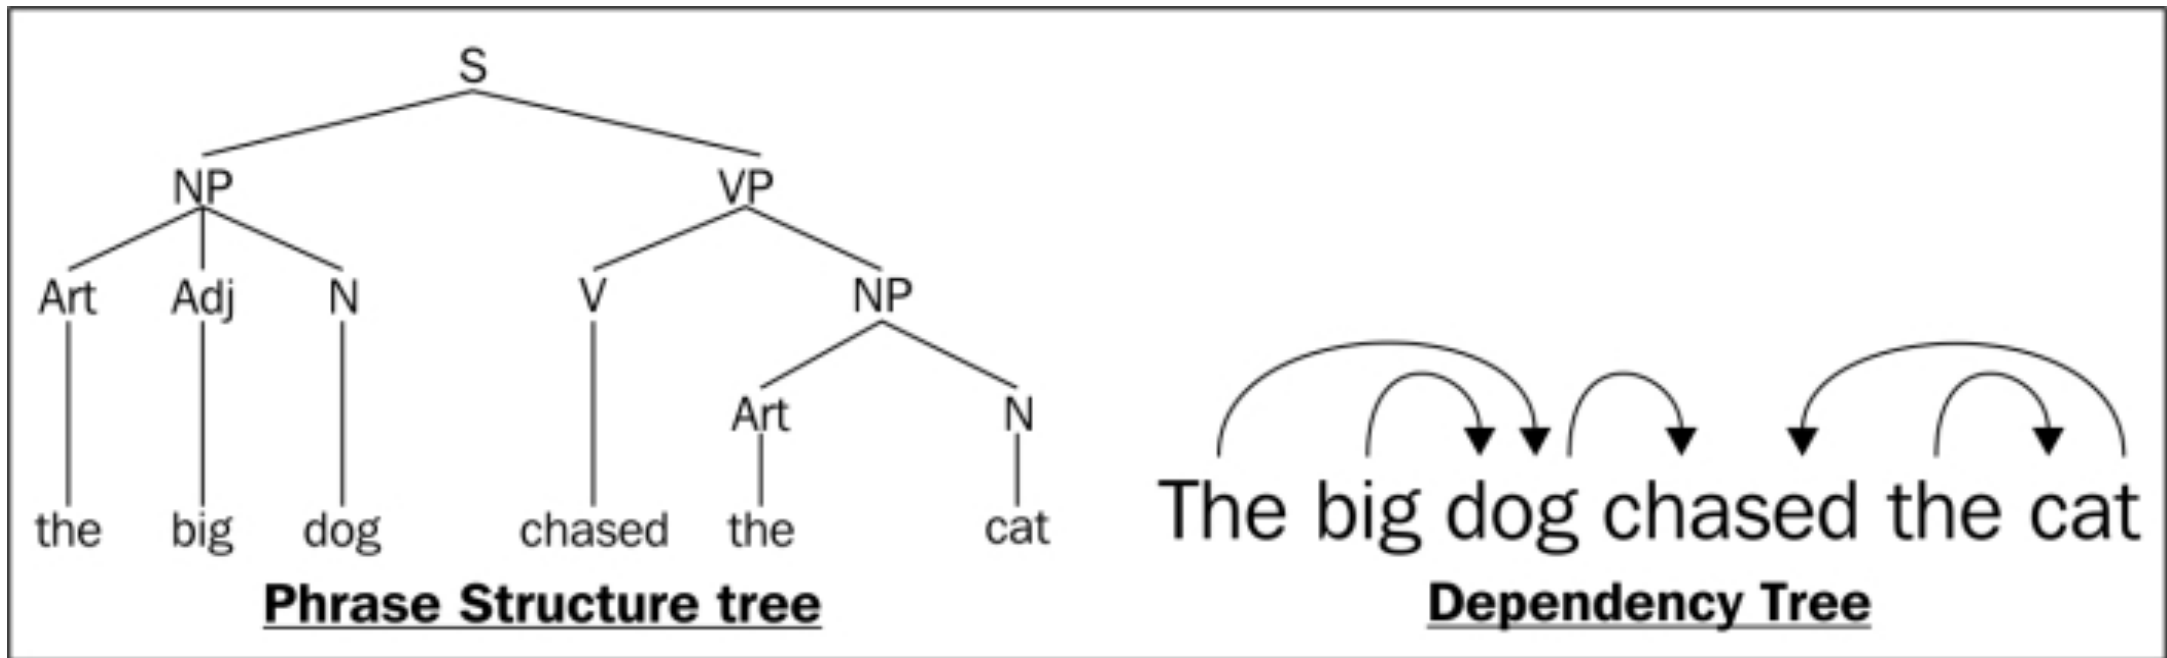 S
NP VP
Art Adj N V NP
Art N
the big dog chased the cat
The big dog chased the cat
Phrase Structure tree
Dependency Tree